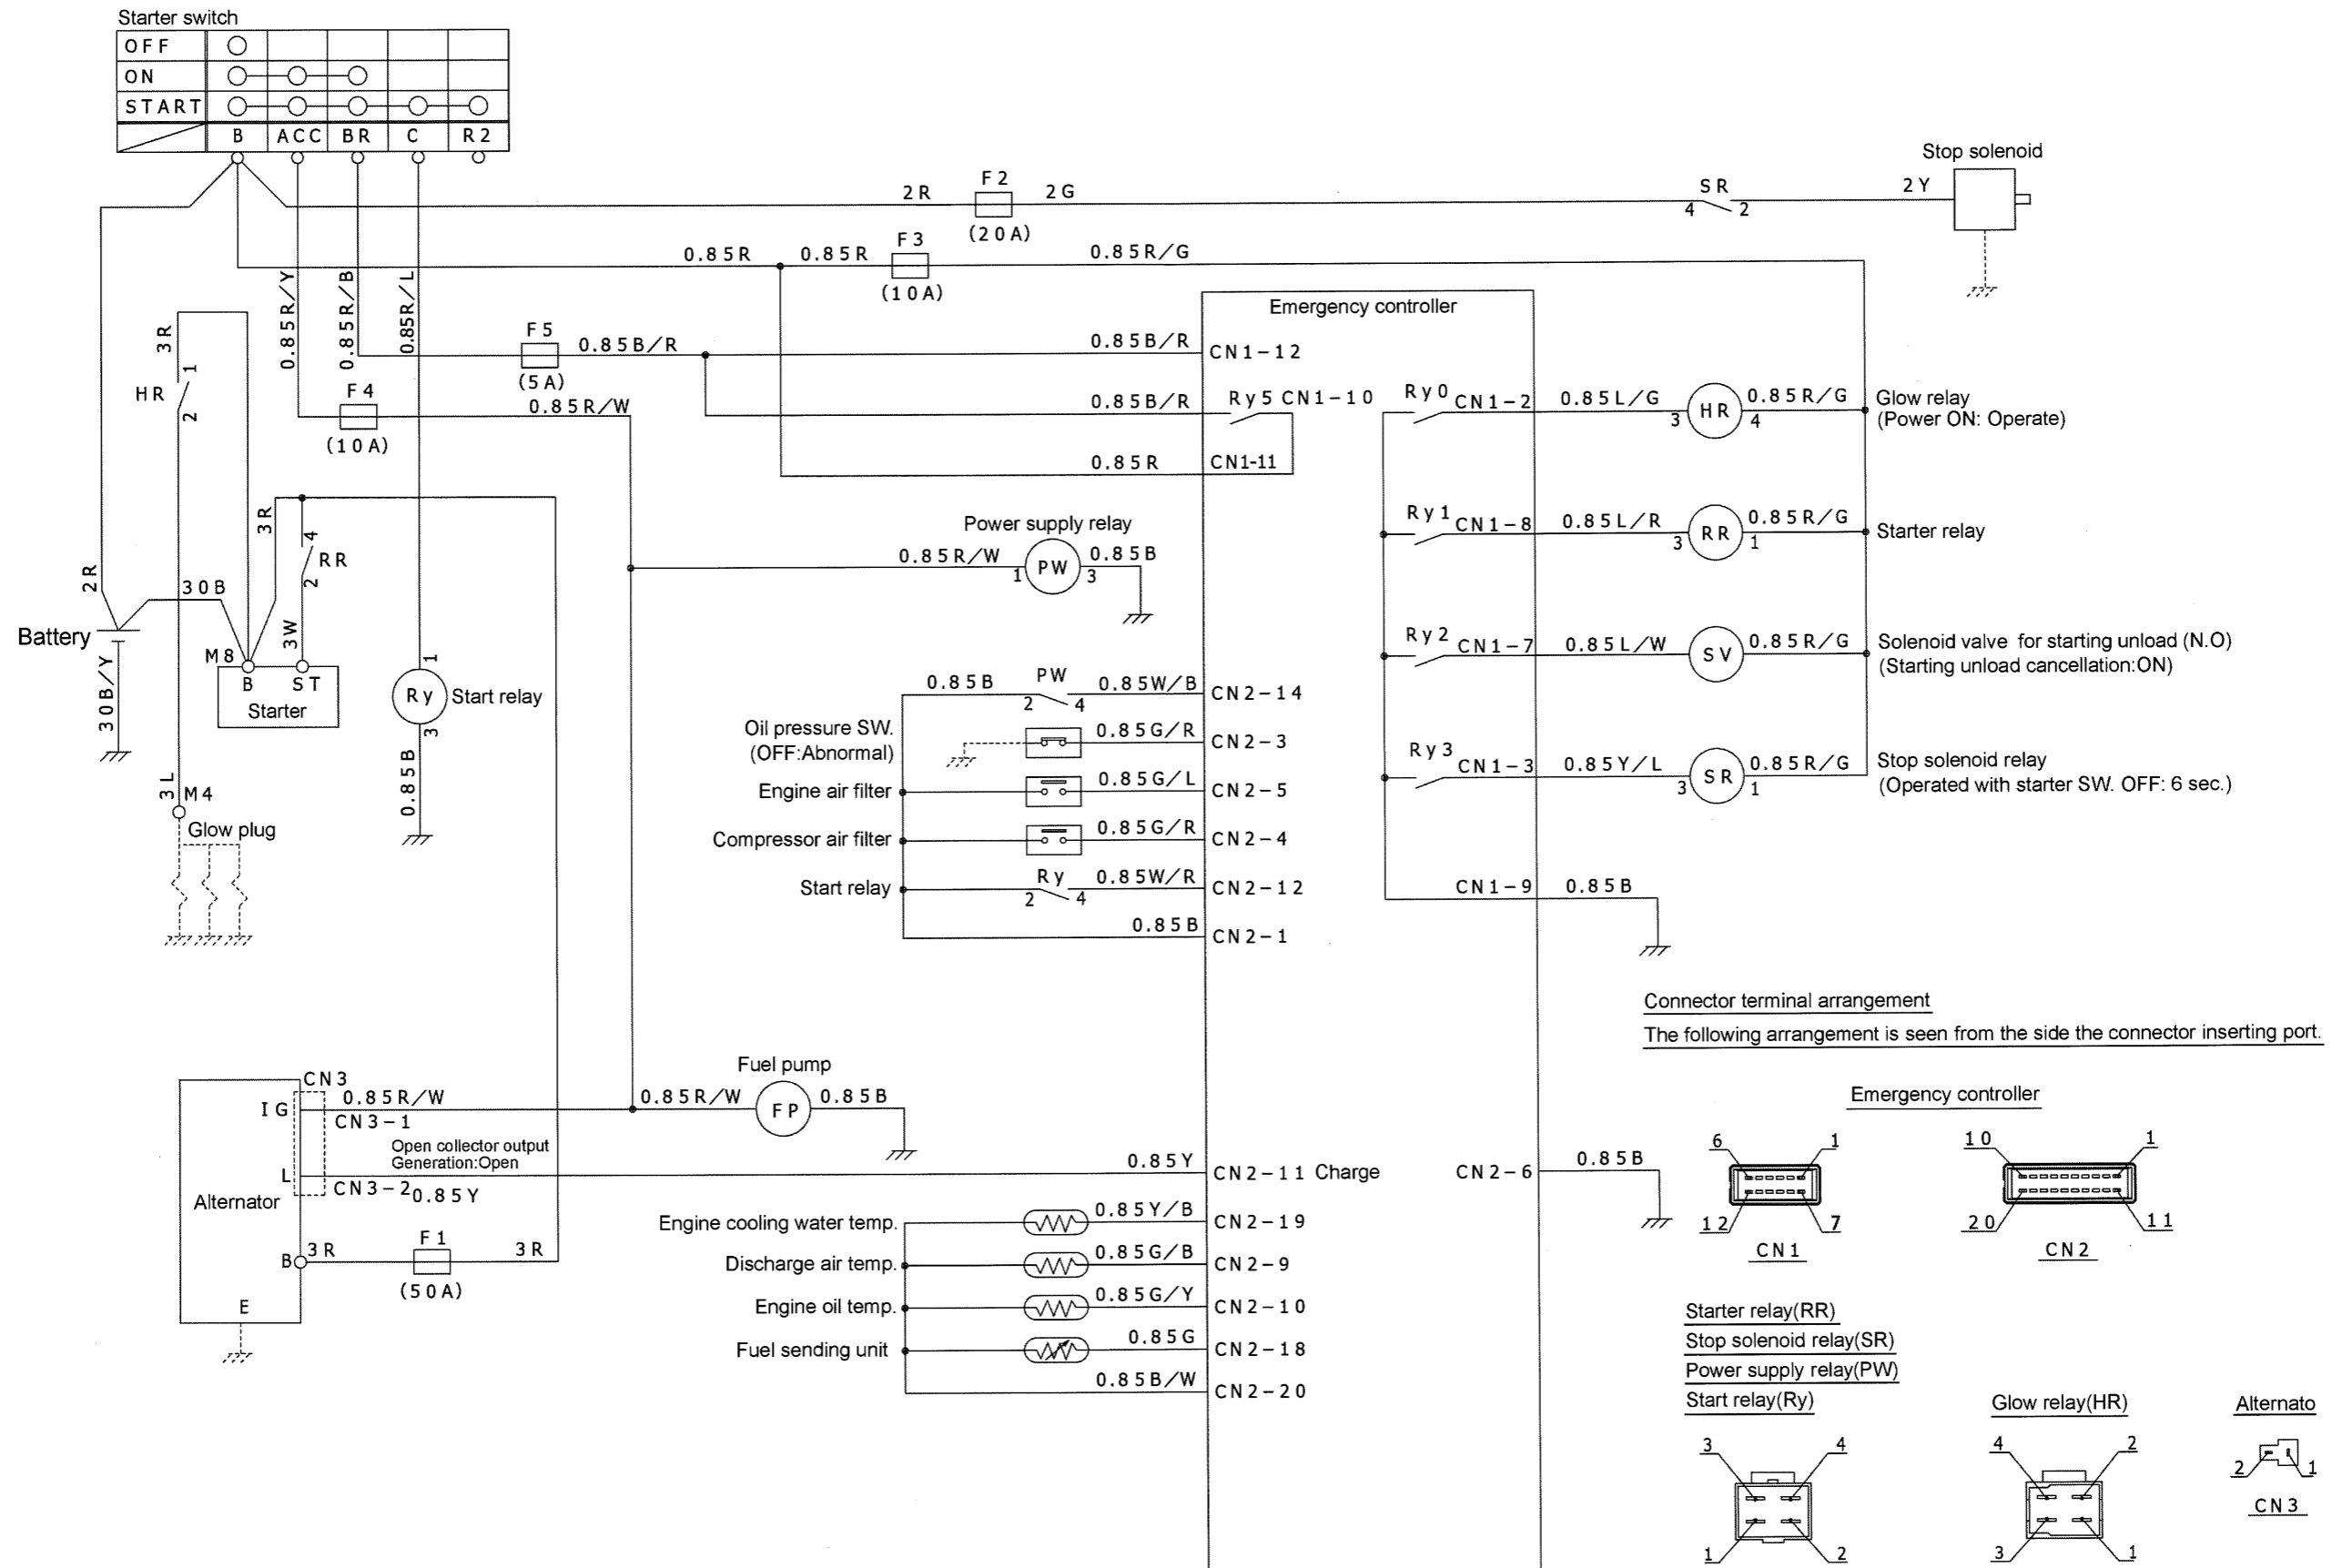 Starter switch
OFF
ON
START
B ACC BR C R2
Stop solenoid
2R F2 2G SR 2Y
4 2
(20A)
0.85R 0.85R F3 0.85R/G
(10A)
0.85R/Y
0.85R/B
0.85R/L
Emergency controller
3R
HR
1
2
F5 0.85B/R 0.85B/R CN1-12
(5A)
F4 0.85R/W
(10A)
0.85B/R Ry5 CN1-10
0.85R CN1-11
Ry0 CN1-2 0.85L/G 3 HR 4 0.85R/G Glow relay
(Power ON: Operate)
Ry1 CN1-8 0.85L/R 3 RR 1 0.85R/G Starter relay
Ry2 CN1-7 0.85L/W SV 0.85R/G Solenoid valve for starting unload (N.O)
(Starting unload cancellation:ON)
Ry3 CN1-3 0.85Y/L 3 SR 1 0.85R/G Stop solenoid relay
(Operated with starter SW. OFF: 6 sec.)
CN1-9 0.85B
3R
4
RR
2
3W
2R
30B
Battery
30B/Y
M8
B ST
Starter
1
Ry Start relay
3
0.85B
3L
M4
Glow plug
Power supply relay
0.85R/W 1 PW 3 0.85B
0.85B PW 0.85W/B CN2-14
2 4
Oil pressure SW.
(OFF:Abnormal)
0.85G/R CN2-3
Engine air filter 0.85G/L CN2-5
Compressor air filter 0.85G/R CN2-4
Start relay Ry 0.85W/R CN2-12
2 4
0.85B CN2-1
Connector terminal arrangement
The following arrangement is seen from the side the connector inserting port.
Fuel pump
0.85R/W FP 0.85B
CN3
IG 0.85R/W
CN3-1
Open collector output
Generation:Open
L
CN3-2 0.85Y
Alternator
B 3R F1 3R
(50A)
E
0.85Y CN2-11 Charge
CN2-6 0.85B
Engine cooling water temp. 0.85Y/B CN2-19
Discharge air temp. 0.85G/B CN2-9
Engine oil temp. 0.85G/Y CN2-10
Fuel sending unit 0.85G CN2-18
0.85B/W CN2-20
Emergency controller
6 1
12 7
CN1
10 1
20 11
CN2
Starter relay(RR)
Stop solenoid relay(SR)
Power supply relay(PW)
Start relay(Ry)
3 4
1 2
Glow relay(HR)
4 2
3 1
Alternato
2 1
CN3